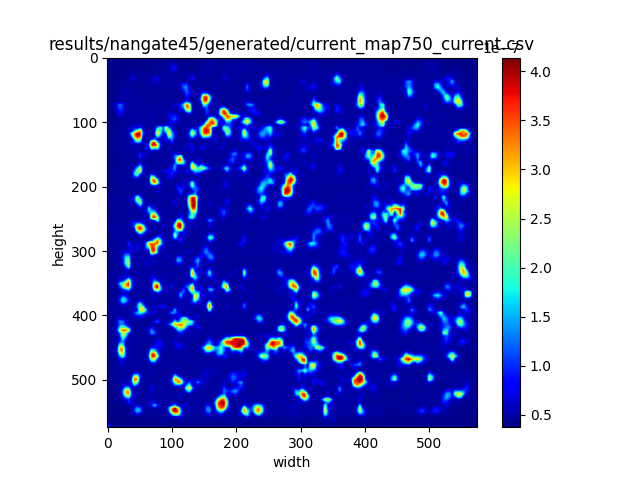 results/nangate45/generated/current_map750_current.csv
1e−7
0
100
200
300
400
500
height
0 100 200 300 400 500
width
4.0
3.5
3.0
2.5
2.0
1.5
1.0
0.5